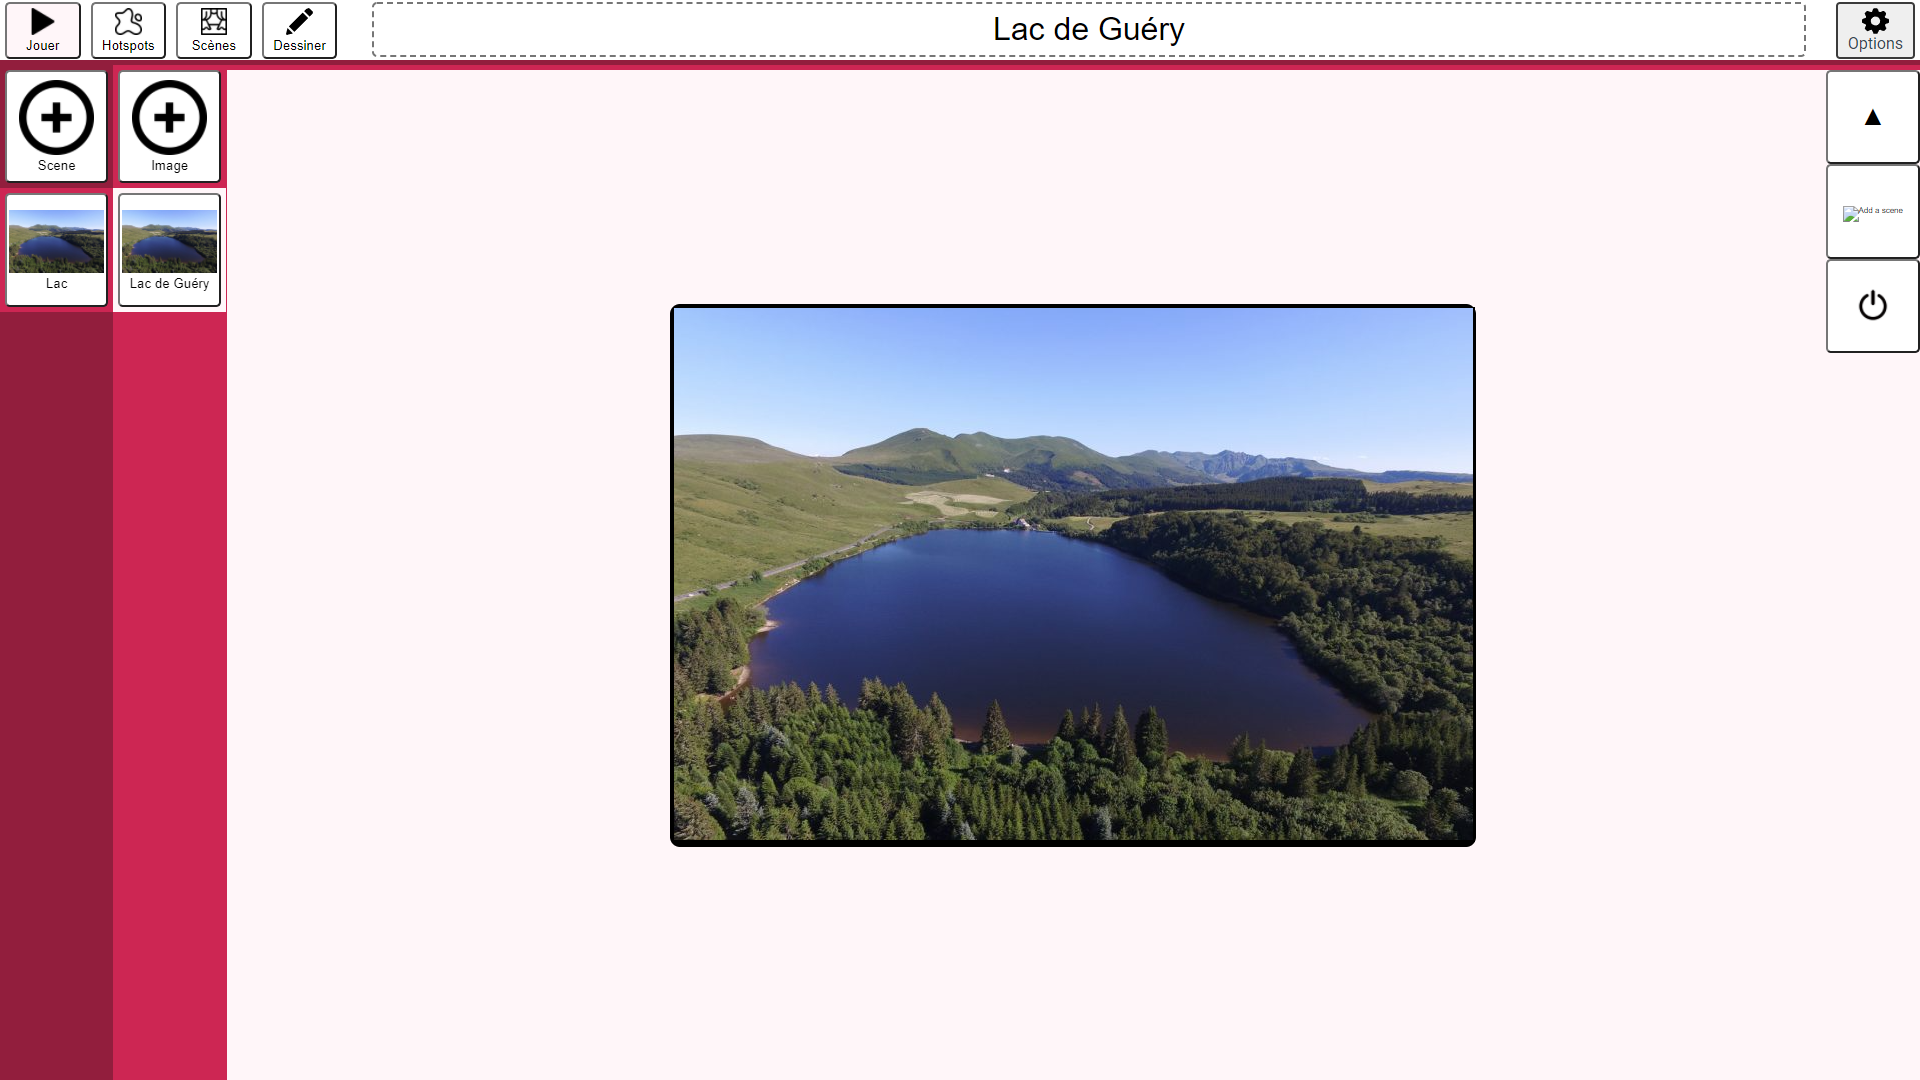 Jouer
Hotspots
Scènes
Dessiner
Lac de Guéry
Options
Scene
Image
Add a scene
Lac
Lac de Guéry